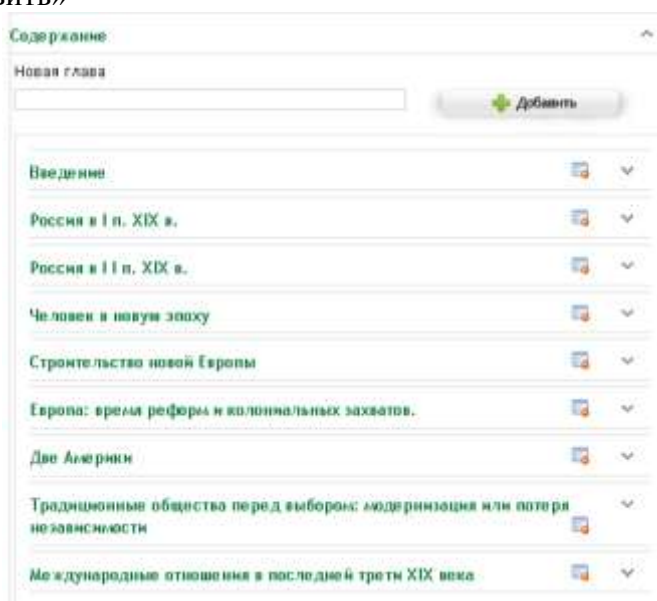 вить»
Содержание
Новая глава
Добавить
Введение
Россия в I п. XIX в.
Россия в I I п. XIX в.
Человек в новую эпоху
Строительство новой Европы
Европа: время реформ и колониальных захватов.
Две Америки
Традиционные общества перед выбором: модернизация или потеря
независимости
Международные отношения в последней трети XIX века